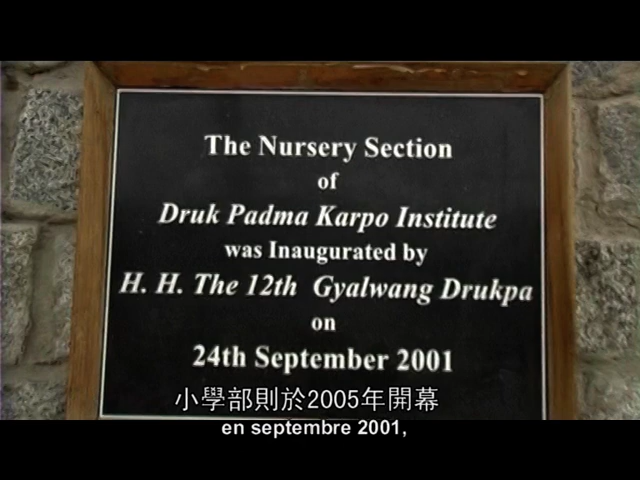 The Nursery Section
of
Druk Padma Karpo Institute
was Inaugurated by
H. H. The 12th Gyalwang Drukpa
on
24th September 2001
小學部則於2005年開幕
en septembre 2001,